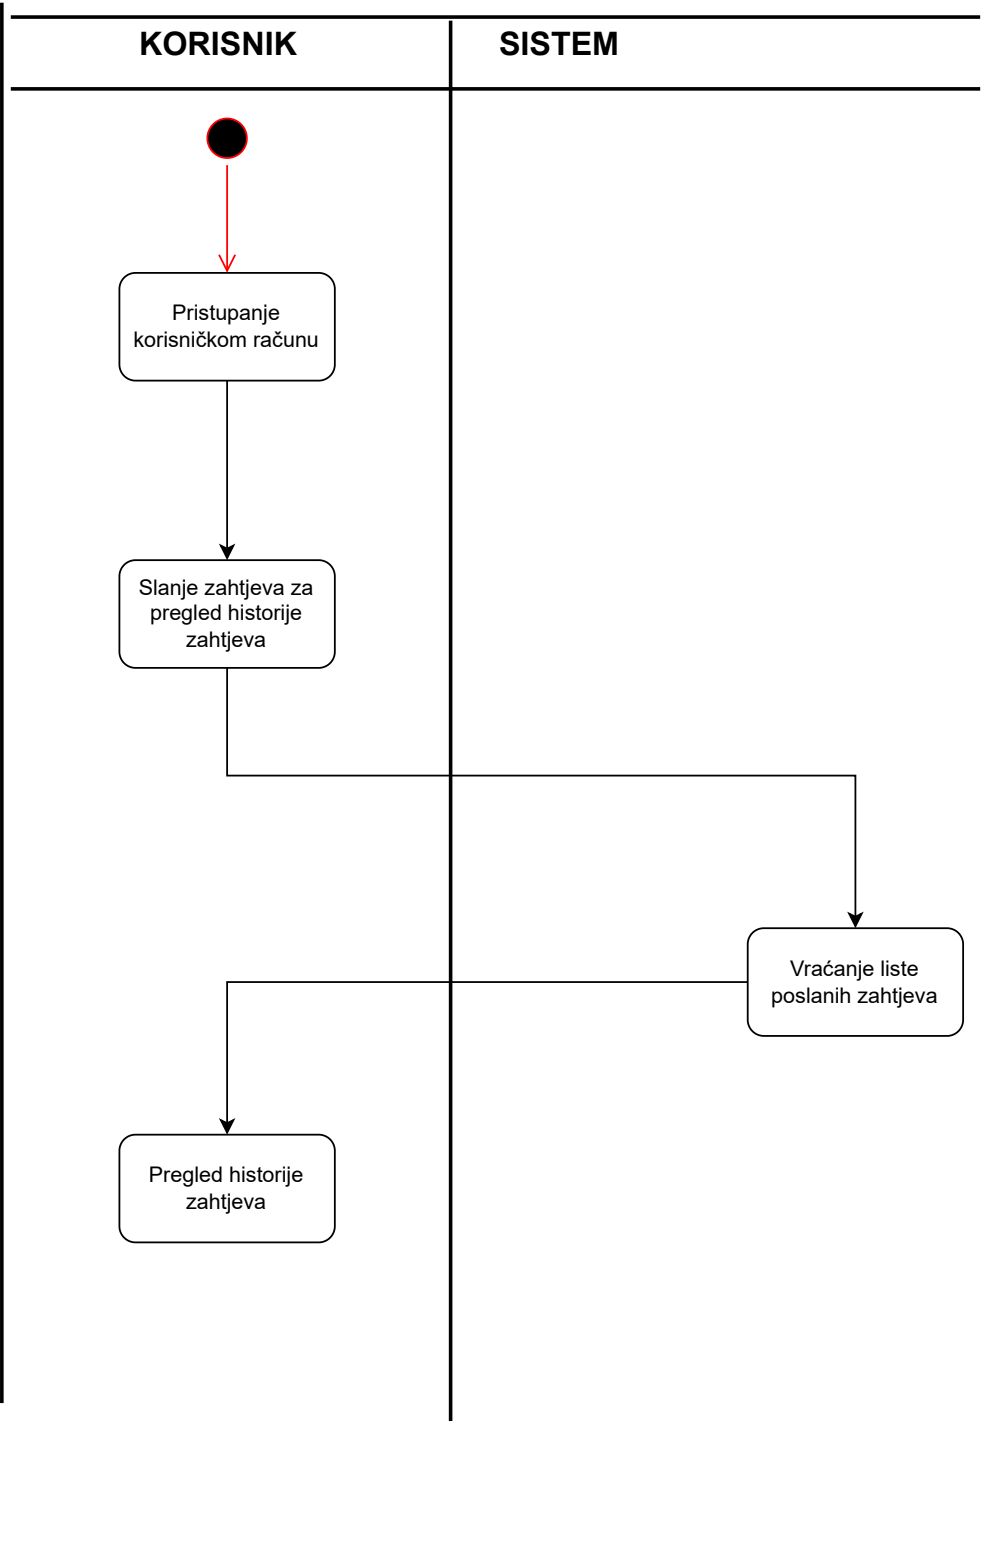 KORISNIK
SISTEM
Pristupanje
korisničkom računu
Slanje zahtjeva za
pregled historije
zahtjeva
Vraćanje liste
poslanih zahtjeva
Pregled historije
zahtjeva